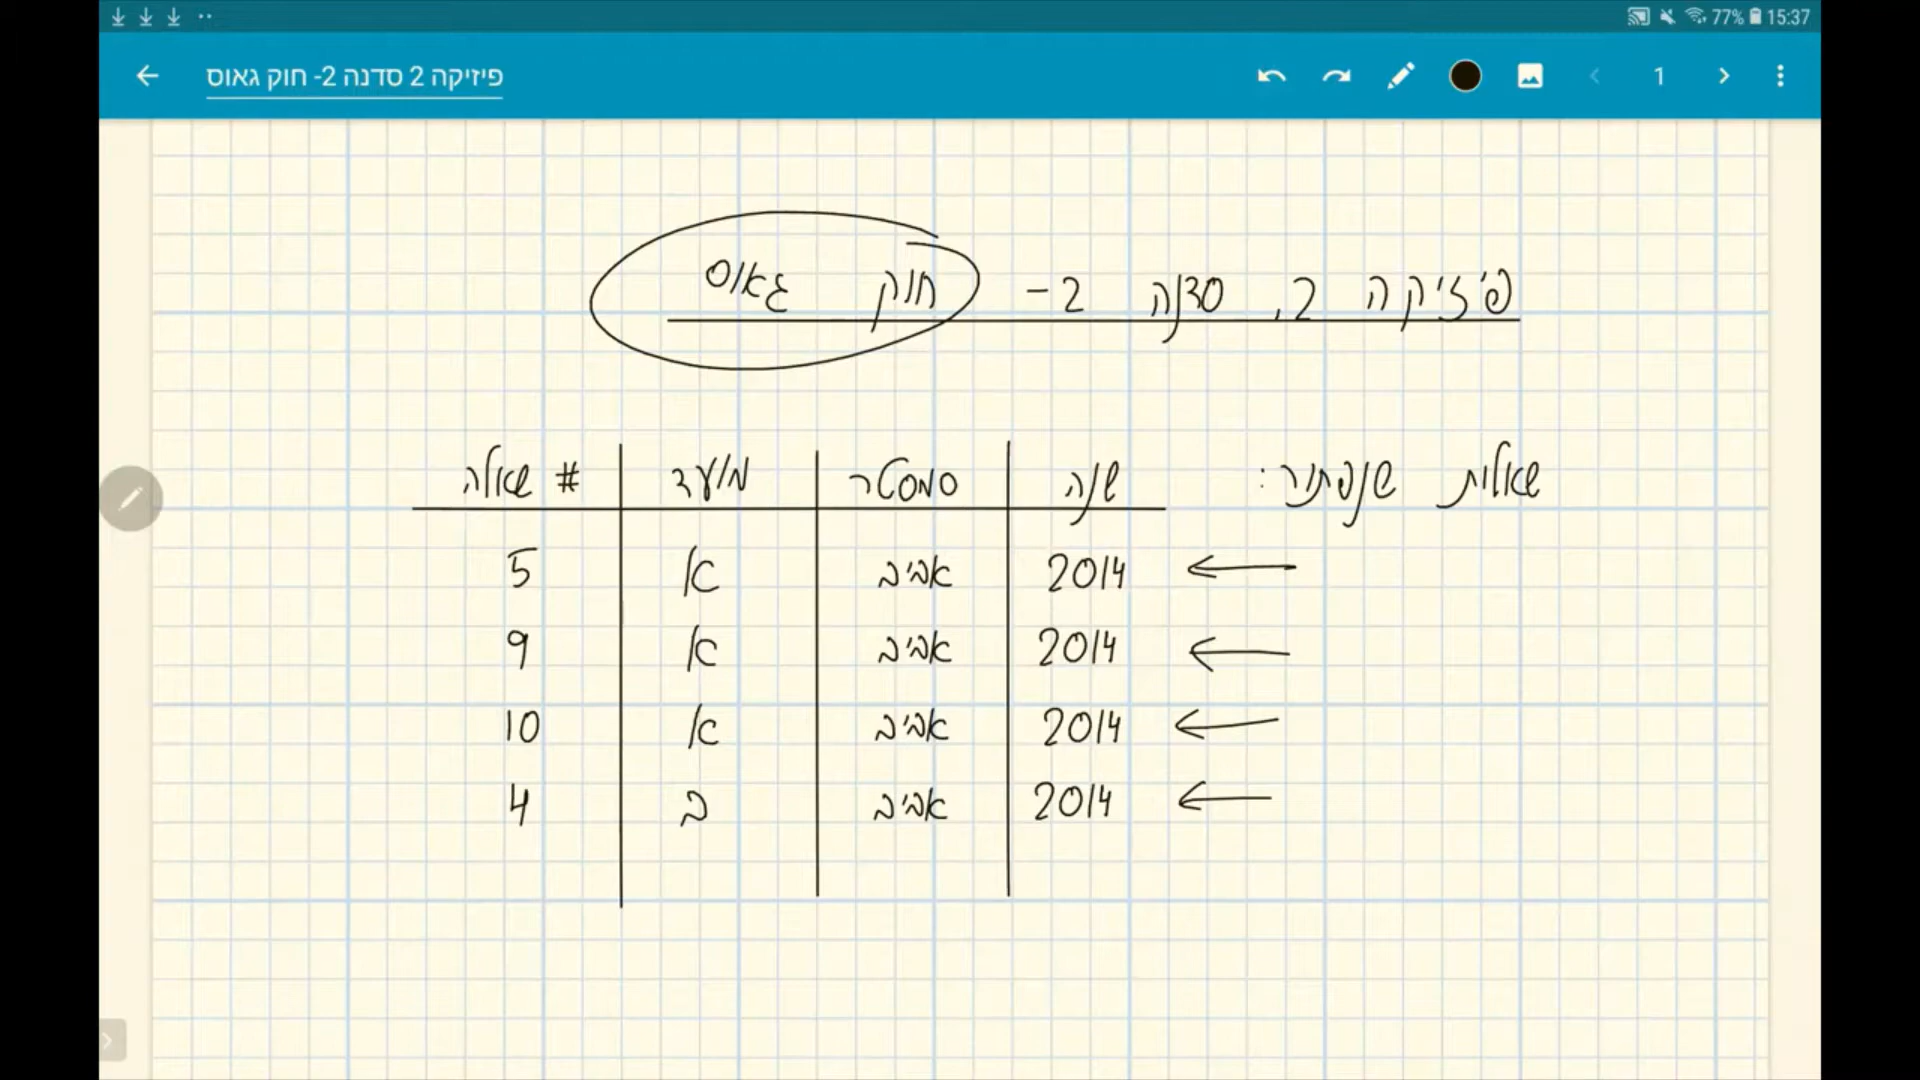 77% 15:37
פיזיקה 2 סדנה 2- חוק גאוס
1
פיזיקה 2, סדנה 2- חוק גאוס
שאלות שנפתור:
שנה סמסטר מועד # שאלה
2014 אביב א 5
2014 אביב א 9
2014 אביב א 10
2014 אביב ב 4